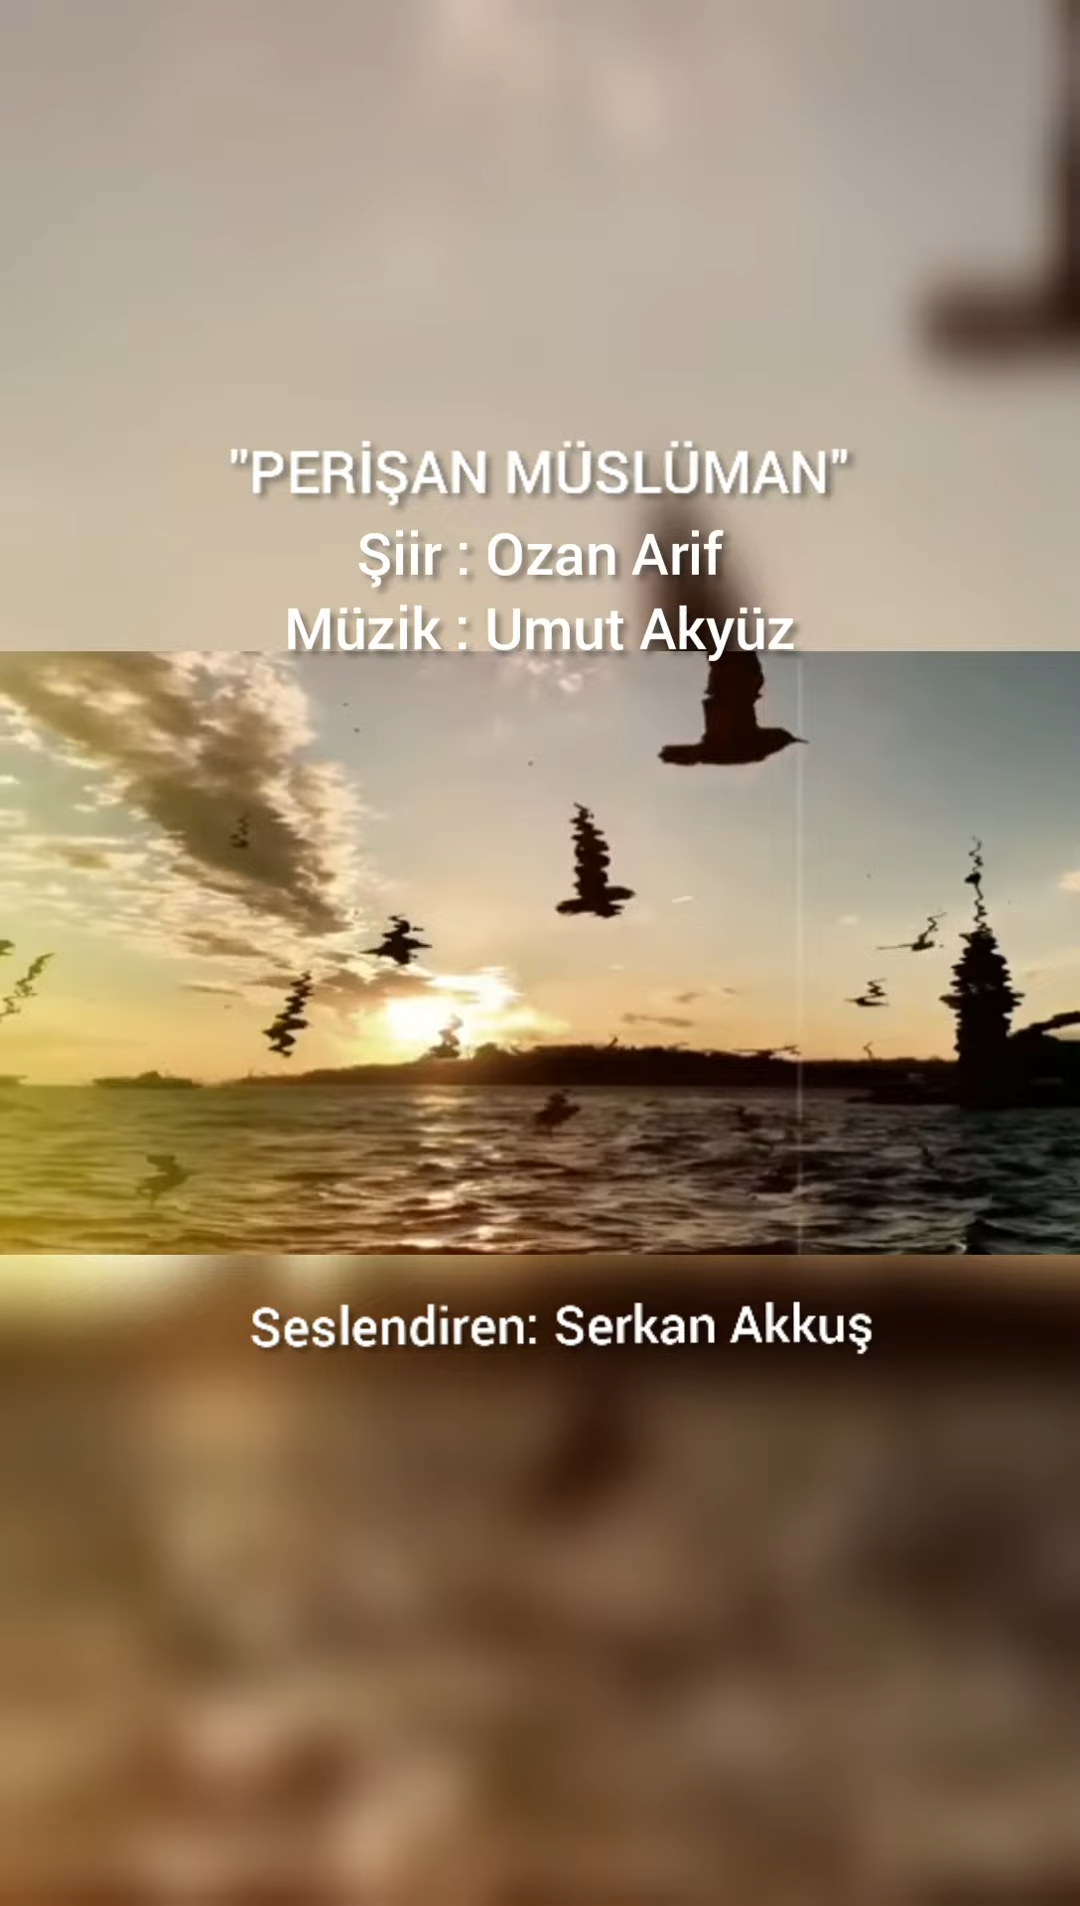 "PERİŞAN MÜSLÜMAN"
Şiir : Ozan Arif
Müzik : Umut Akyüz
Seslendiren: Serkan Akkuş